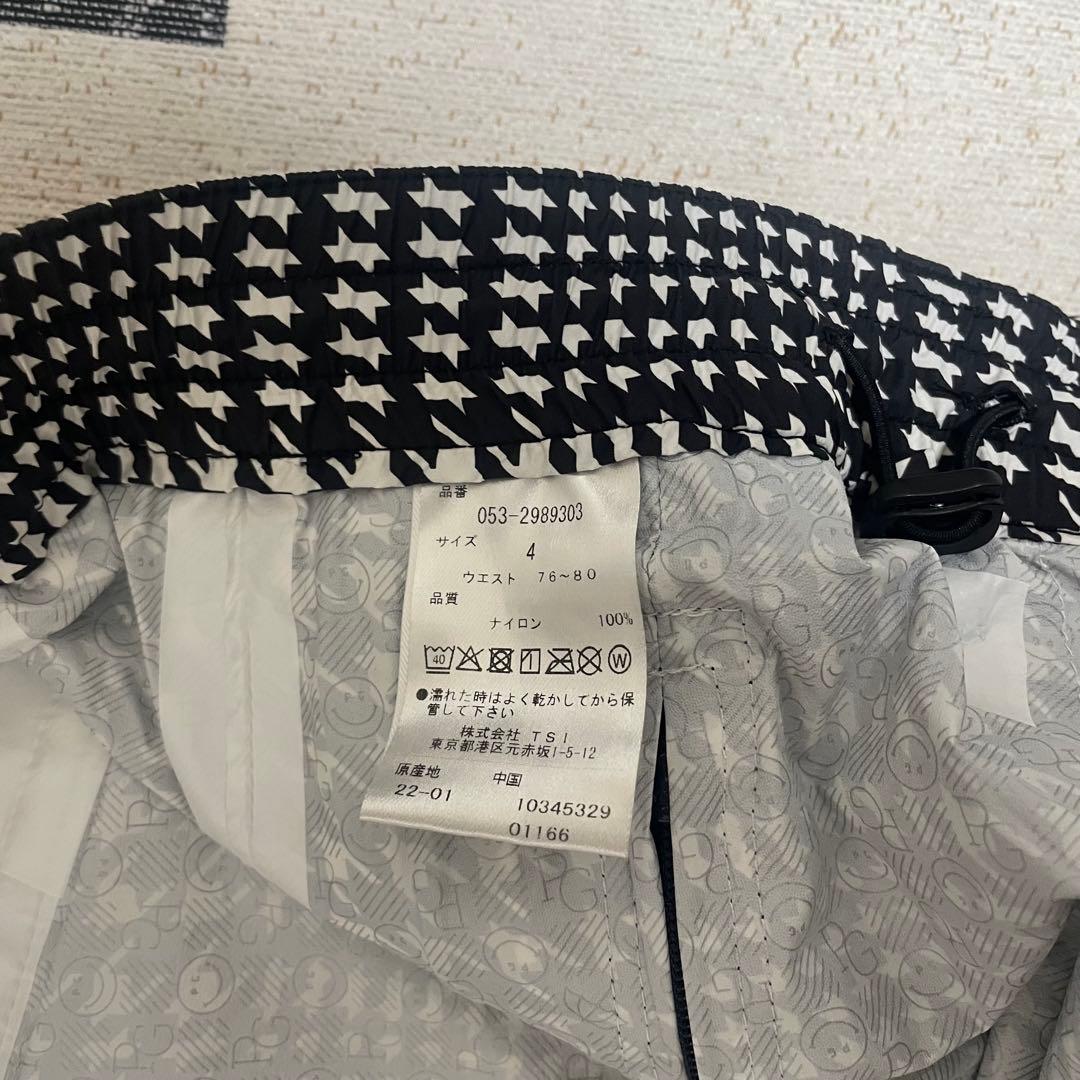 品番
053-2989303
サイズ
4
ウエスト 76~80
品質
ナイロン 100%
40 W
●濡れた時はよく乾かしてから保
管して下さい
株式会社 TSI
東京都港区元赤坂1-5-12
原産地 中国
22-01 10345329
01166
PG